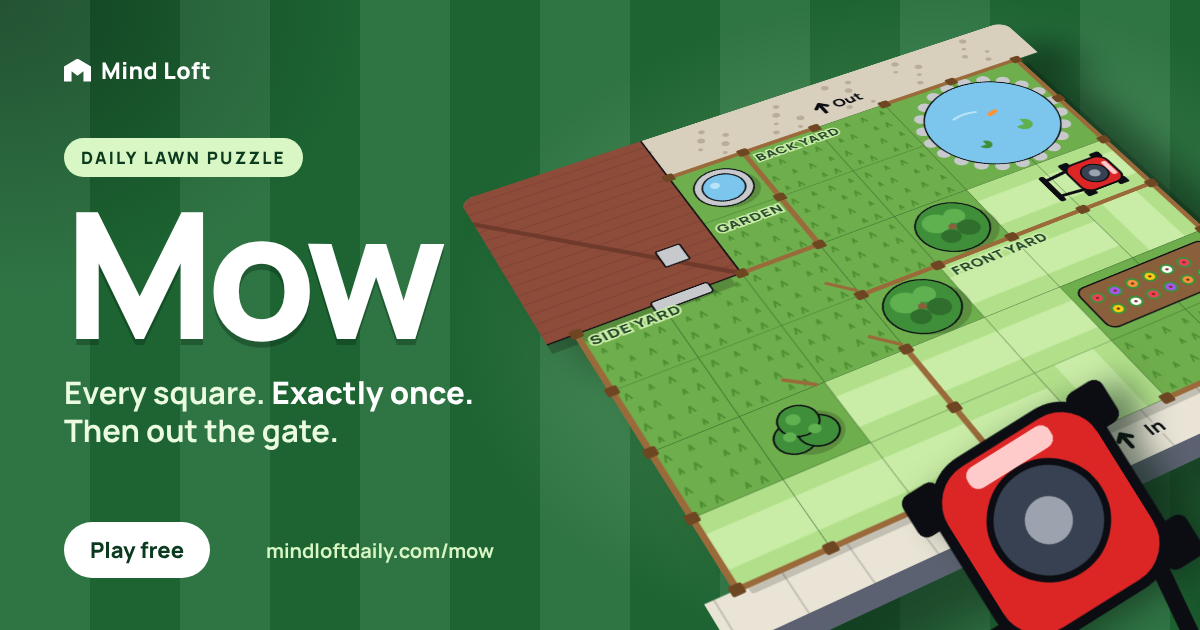 Mind Loft
DAILY LAWN PUZZLE
Mow
Every square. Exactly once.
Then out the gate.
Play free
mindloftdaily.com/mow
Out
BACK YARD
GARDEN
FRONT YARD
SIDE YARD
In